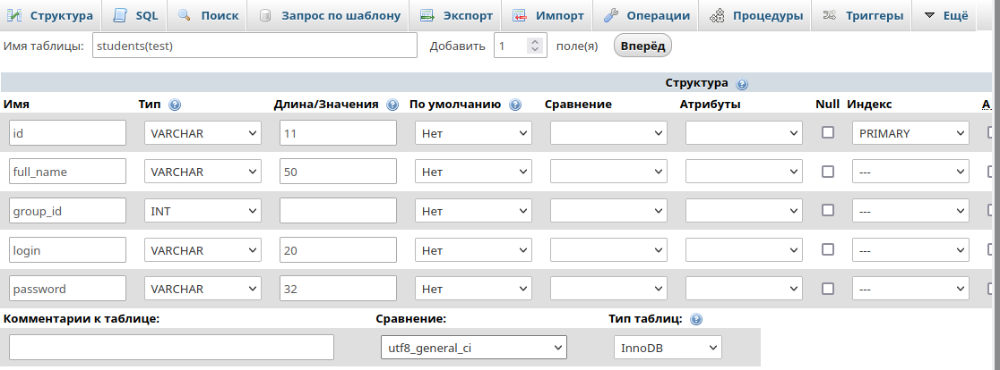 Структура SQL Поиск Запрос по шаблону Экспорт Импорт Операции Процедуры Триггеры Ещё
Имя таблицы: students(test) Добавить 1 поле(я) Вперёд
Структура
Имя Тип Длина/Значения По умолчанию Сравнение Атрибуты Null Индекс A
id VARCHAR 11 Нет PRIMARY
full_name VARCHAR 50 Нет ---
group_id INT Нет ---
login VARCHAR 20 Нет ---
password VARCHAR 32 Нет ---
Комментарии к таблице: Сравнение: Тип таблиц:
utf8_general_ci InnoDB